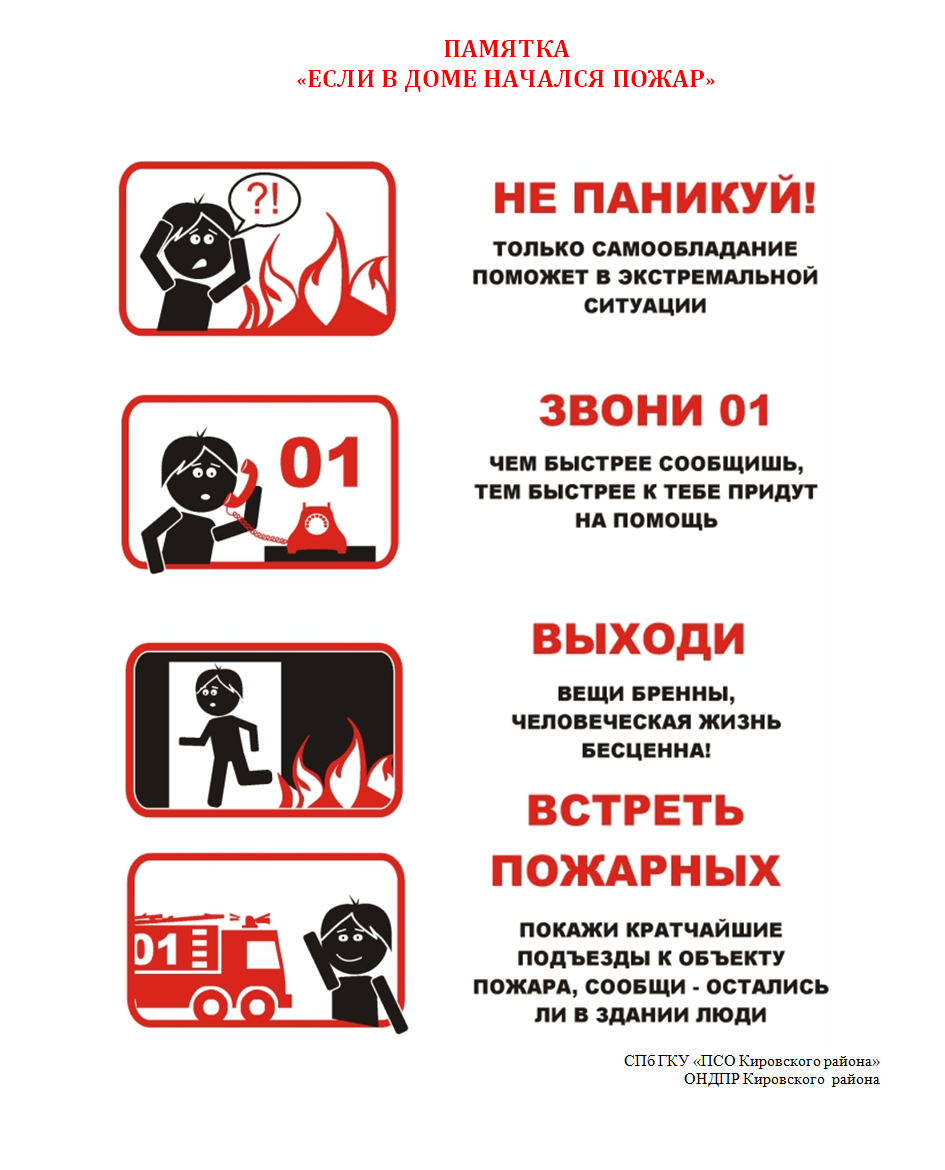 ПАМЯТКА
«ЕСЛИ В ДОМЕ НАЧАЛСЯ ПОЖАР»
?!
НЕ ПАНИКУЙ!
ТОЛЬКО САМООБЛАДАНИЕ
ПОМОЖЕТ В ЭКСТРЕМАЛЬНОЙ
СИТУАЦИИ
01
ЗВОНИ 01
ЧЕМ БЫСТРЕЕ СООБЩИШЬ,
ТЕМ БЫСТРЕЕ К ТЕБЕ ПРИДУТ
НА ПОМОЩЬ
ВЫХОДИ
ВЕЩИ БРЕННЫ,
ЧЕЛОВЕЧЕСКАЯ ЖИЗНЬ
БЕСЦЕННА!
01
ВСТРЕТЬ
ПОЖАРНЫХ
ПОКАЖИ КРАТЧАЙШИЕ
ПОДЪЕЗДЫ К ОБЪЕКТУ
ПОЖАРА, СООБЩИ - ОСТАЛИСЬ
ЛИ В ЗДАНИИ ЛЮДИ
СПб ГКУ «ПСО Кировского района»
ОНДПР Кировского района